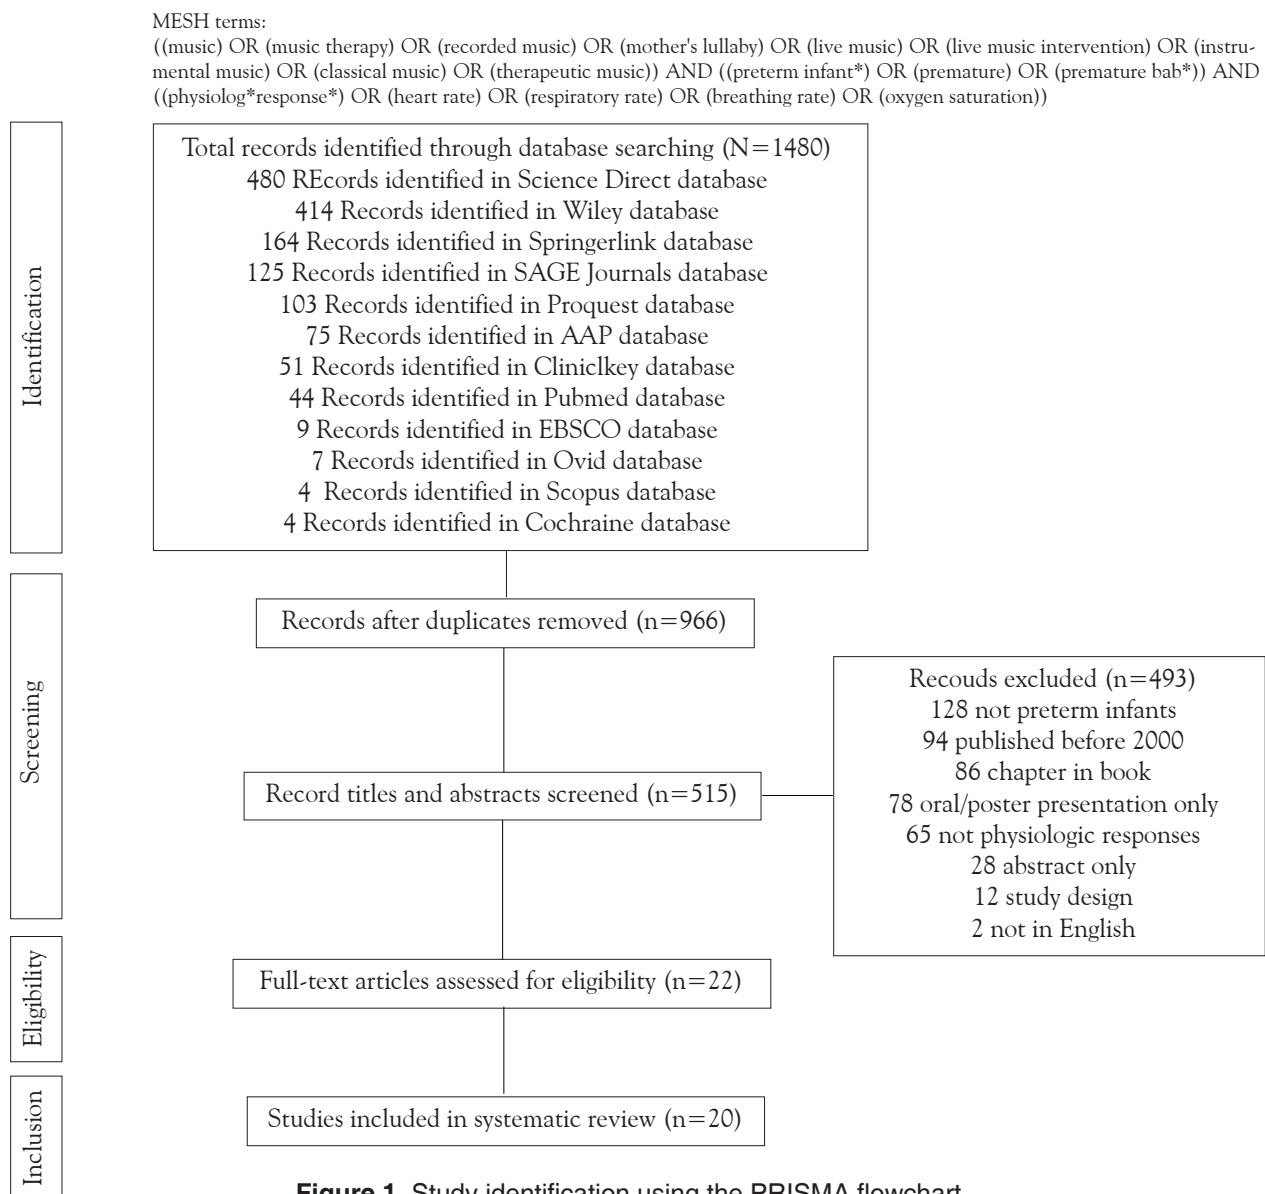 MESH terms:
((music) OR (music therapy) OR (recorded music) OR (mother's lullaby) OR (live music) OR (live music intervention) OR (instru-
mental music) OR (classical music) OR (therapeutic music)) AND ((preterm infant*) OR (premature) OR (premature bab*)) AND
((physiolog*response*) OR (heart rate) OR (respiratory rate) OR (breathing rate) OR (oxygen saturation))
Identification
Total records identified through database searching (N=1480)
480 REcords identified in Science Direct database
414 Records identified in Wiley database
164 Records identified in Springerlink database
125 Records identified in SAGE Journals database
103 Records identified in Proquest database
75 Records identified in AAP database
51 Records identified in Cliniclkey database
44 Records identified in Pubmed database
9 Records identified in EBSCO database
7 Records identified in Ovid database
4 Records identified in Scopus database
4 Records identified in Cochraine database
Screening
Records after duplicates removed (n=966)
Record titles and abstracts screened (n=515)
Recouds excluded (n=493)
128 not preterm infants
94 published before 2000
86 chapter in book
78 oral/poster presentation only
65 not physiologic responses
28 abstract only
12 study design
2 not in English
Eligibility
Full-text articles assessed for eligibility (n=22)
Inclusion
Studies included in systematic review (n=20)
Figure 1. Study identification using the PRISMA flowchart